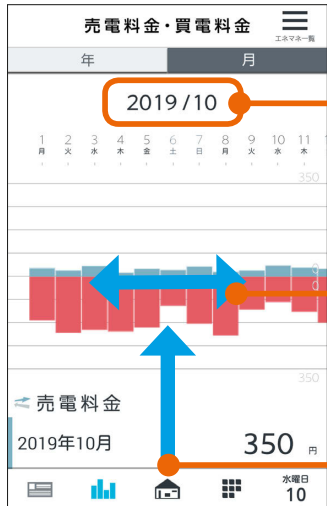 売電料金・買電料金
エネマネ一覧
年 月
2019/10
1 2 3 4 5 6 7 8 9 10 11
月 火 水 木 金 土 日 月 火 水 木
350
0
0
350
売電料金
2019年10月 350 円
水曜日
10